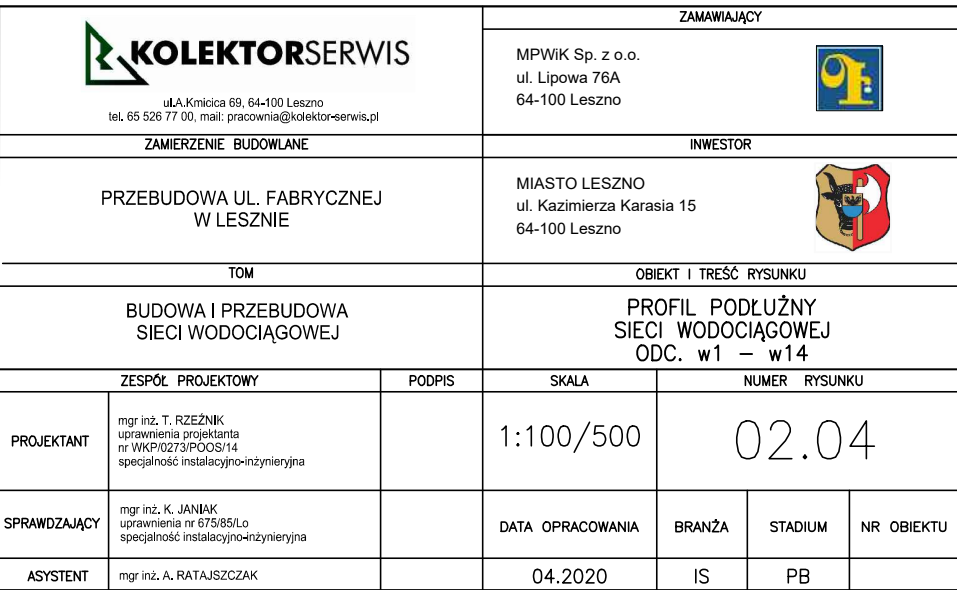 KOLEKTORSERWIS
ul.A.Kmicica 69, 64-100 Leszno
tel. 65 526 77 00, mail: pracownia@kolektor-serwis.pl
ZAMAWIAJĄCY
MPWiK Sp. z o.o.
ul. Lipowa 76A
64-100 Leszno
ZAMIERZENIE BUDOWLANE
PRZEBUDOWA UL. FABRYCZNEJ
W LESZNIE
INWESTOR
MIASTO LESZNO
ul. Kazimierza Karasia 15
64-100 Leszno
TOM
BUDOWA I PRZEBUDOWA
SIECI WODOCIĄGOWEJ
OBIEKT I TREŚĆ RYSUNKU
PROFIL PODŁUŻNY
SIECI WODOCIĄGOWEJ
ODC. w1 – w14
ZESPÓŁ PROJEKTOWY
PODPIS
SKALA
NUMER RYSUNKU
PROJEKTANT
mgr inż. T. RZEŹNIK
uprawnienia projektanta
nr WKP/0273/POOS/14
specjalność instalacyjno-inżynieryjna
1:100/500
02.04
SPRAWDZAJĄCY
mgr inż. K. JANIAK
uprawnienia nr 675/85/Lo
specjalność instalacyjno-inżynieryjna
DATA OPRACOWANIA
BRANŻA
STADIUM
NR OBIEKTU
ASYSTENT
mgr inż. A. RATAJSZCZAK
04.2020
IS
PB